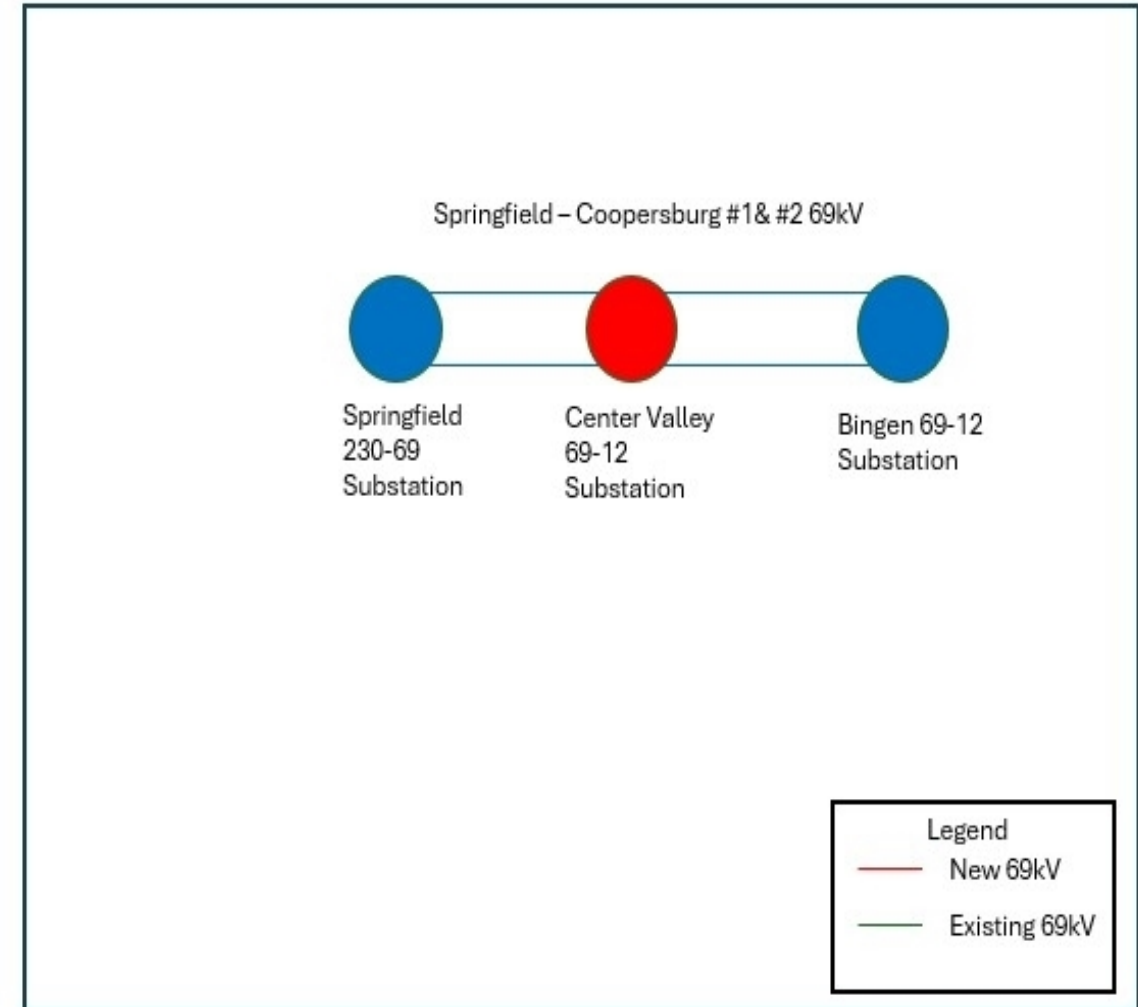 Springfield – Coopersburg #1& #2 69kV
Springfield
230-69
Substation
Center Valley
69-12
Substation
Bingen 69-12
Substation
Legend
New 69kV
Existing 69kV